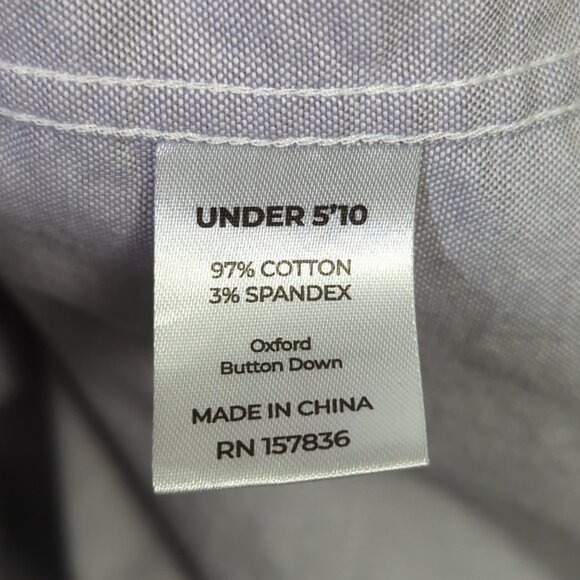 UNDER 5'10
97% COTTON
3% SPANDEX
Oxford
Button Down
MADE IN CHINA
RN 157836